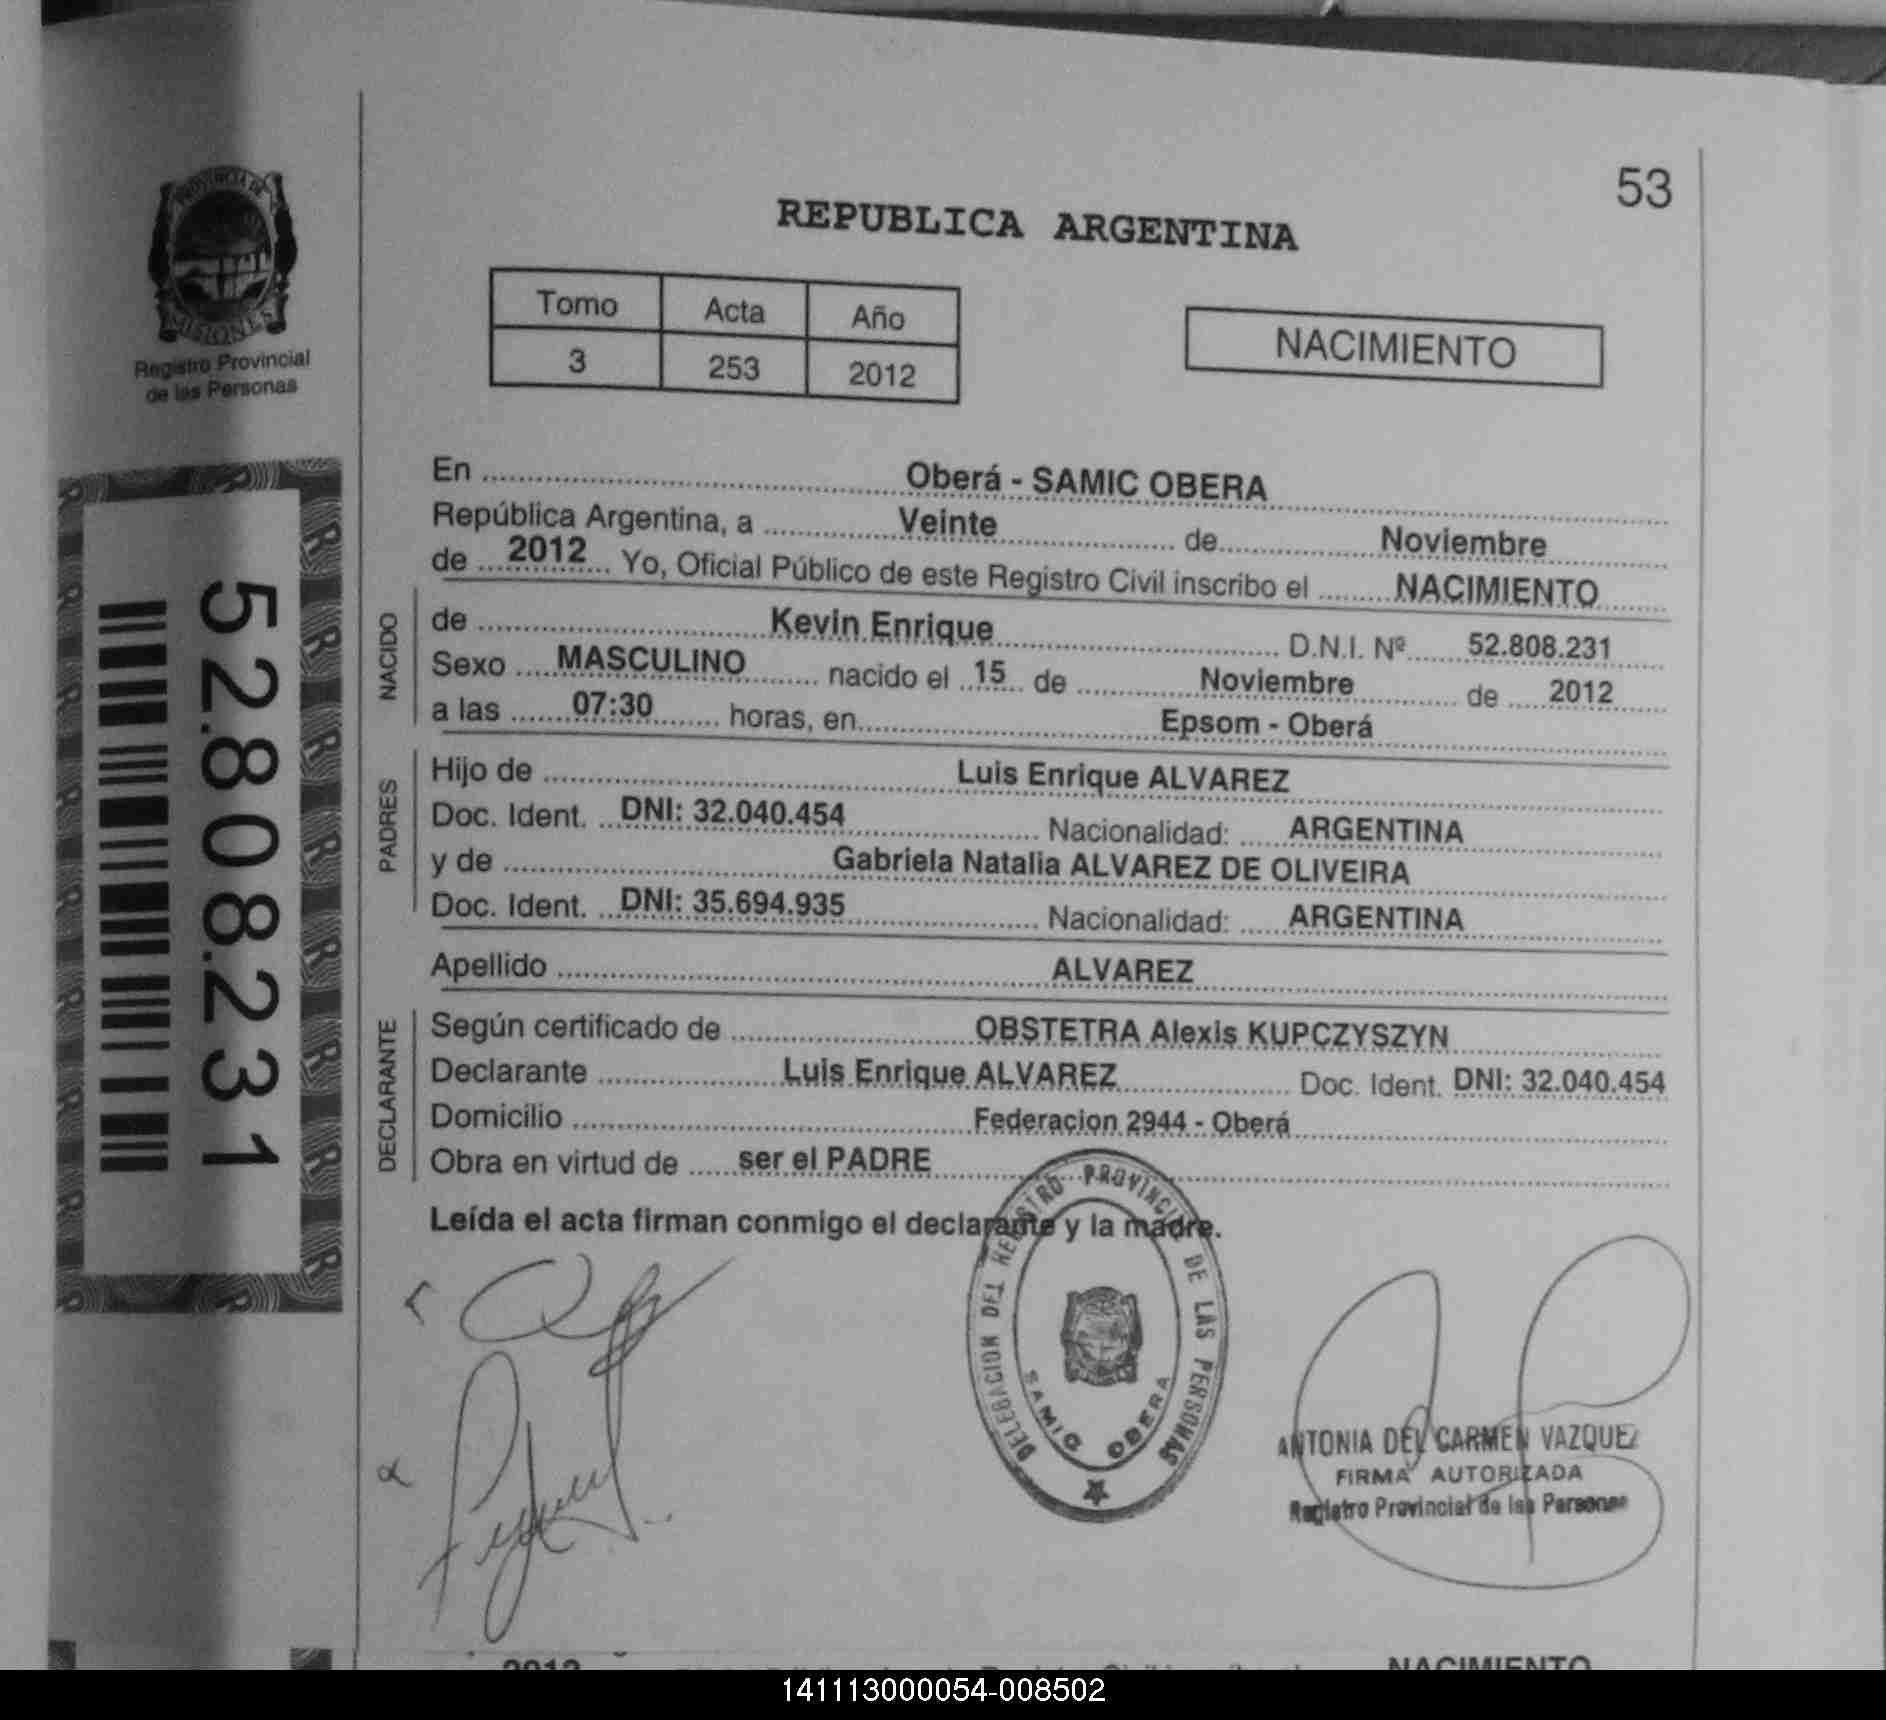 53
REPUBLICA ARGENTINA
PROVINCIA DE
MISIONES
Registro Provincial
de las Personas
Tomo Acta Año
3 253 2012
NACIMIENTO
52.808.231
En Oberá - SAMIC OBERA
República Argentina, a Veinte de Noviembre
de 2012 Yo, Oficial Público de este Registro Civil inscribo el NACIMIENTO
NACIDO
de Kevin Enrique D.N.I. Nº 52.808.231
Sexo MASCULINO nacido el 15 de Noviembre de 2012
a las 07:30 horas, en Epsom - Oberá
PADRES
Hijo de Luis Enrique ALVAREZ
Doc. Ident. DNI: 32.040.454 Nacionalidad: ARGENTINA
y de Gabriela Natalia ALVAREZ DE OLIVEIRA
Doc. Ident. DNI: 35.694.935 Nacionalidad: ARGENTINA
Apellido ALVAREZ
DECLARANTE
Según certificado de OBSTETRA Alexis KUPCZYSZYN
Declarante Luis Enrique ALVAREZ Doc. Ident. DNI: 32.040.454
Domicilio Federacion 2944 - Oberá
Obra en virtud de ser el PADRE
Leída el acta firman conmigo el declarante y la madre.
DELEGACION DEL REGISTRO PROVINCIAL DE LAS PERSONAS
SAMIC OBERA
ANTONIA DEL CARMEN VAZQUEZ
FIRMA AUTORIZADA
Registro Provincial de las Personas
2012 NACIMIENTO
141113000054-008502